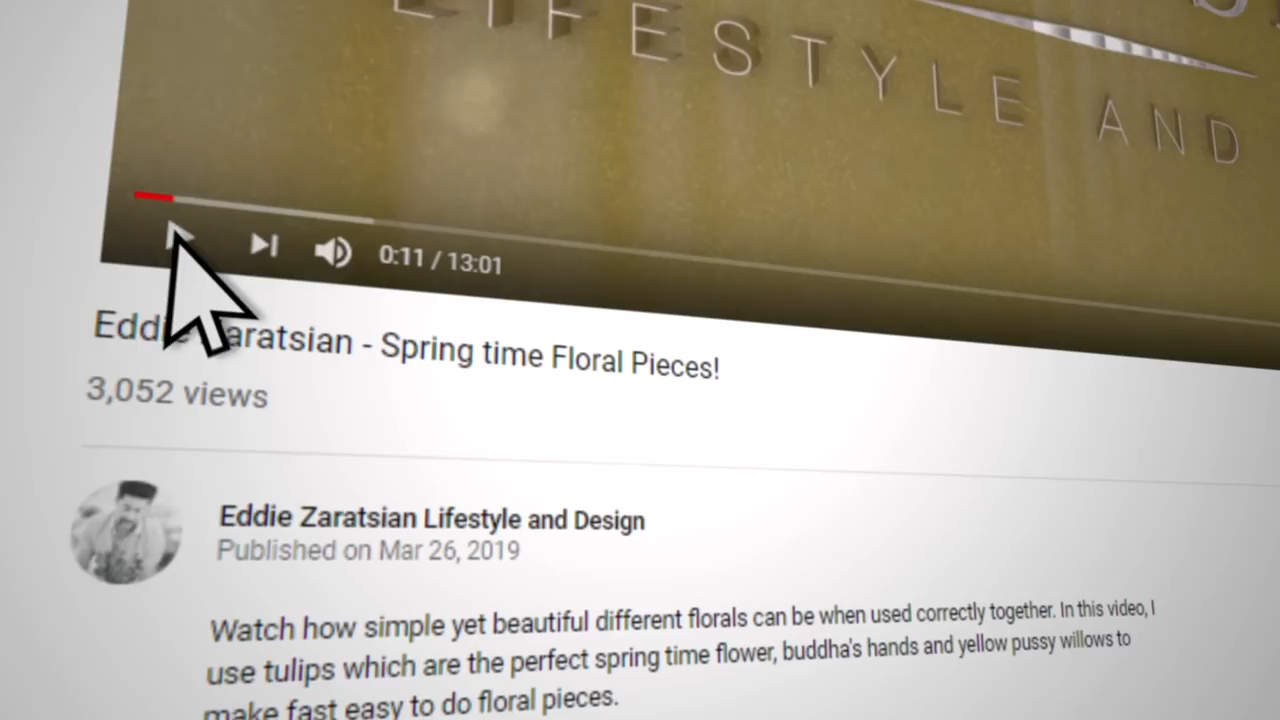 LIFESTYLE AND
0:11 / 13:01
Eddie Zaratsian - Spring time Floral Pieces!
3,052 views
Eddie Zaratsian Lifestyle and Design
Published on Mar 26, 2019
Watch how simple yet beautiful different florals can be when used correctly together. In this video, I
use tulips which are the perfect spring time flower, buddha's hands and yellow pussy willows to
make fast easy to do floral pieces.